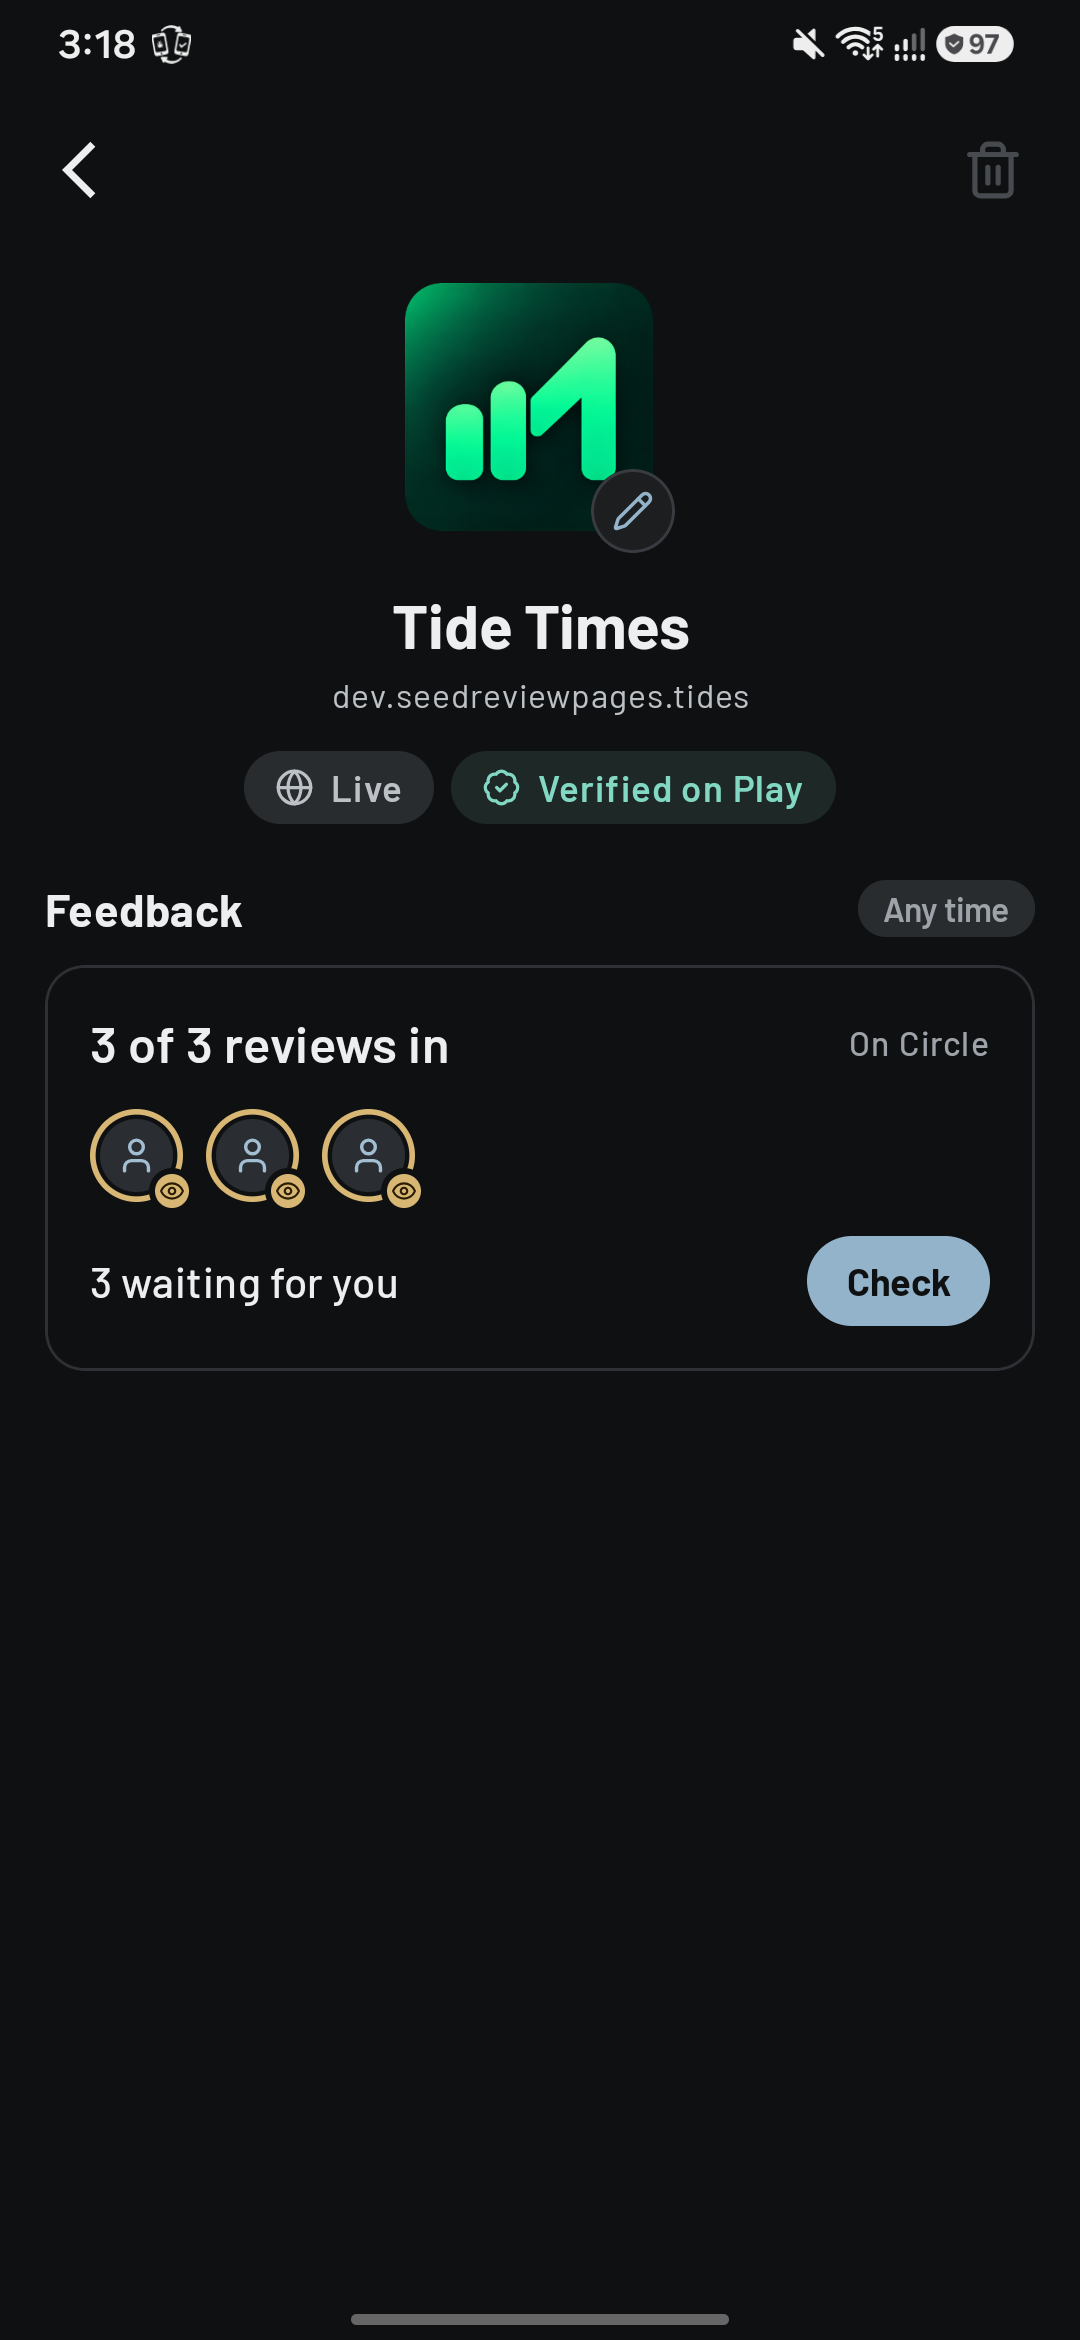 3:18
5
97
Tide Times
dev.seedreviewpages.tides
Live
Verified on Play
Feedback
Any time
3 of 3 reviews in
On Circle
3 waiting for you
Check